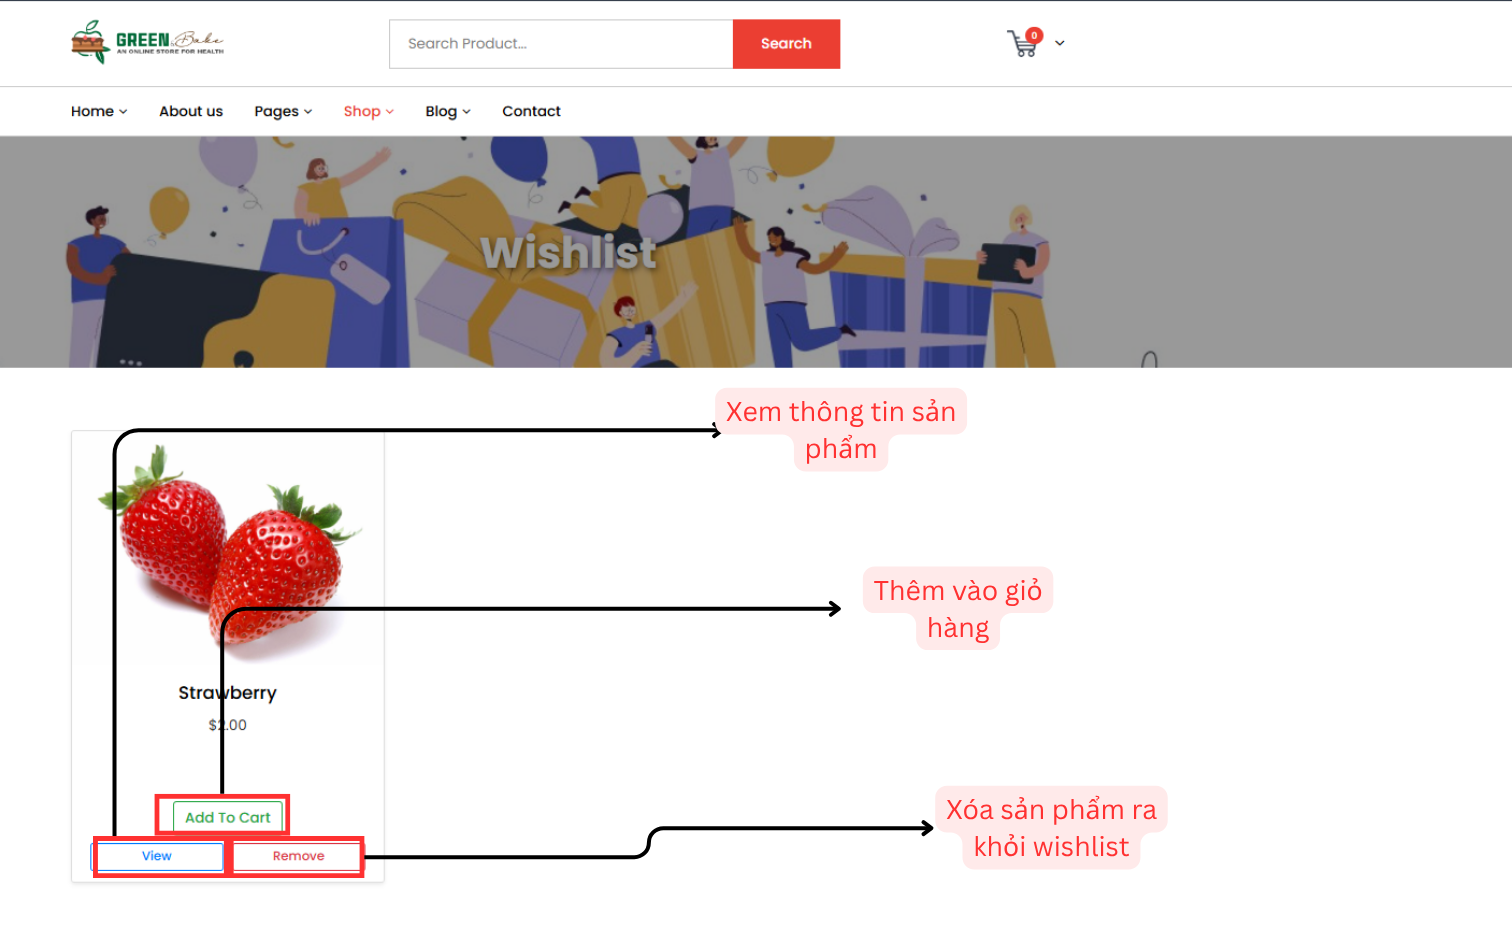 GREEN Bake
AN ONLINE STORE FOR HEALTH
Search Product...
Search
0
Home
About us
Pages
Shop
Blog
Contact
Wishlist
Xem thông tin sản
phẩm
Thêm vào giỏ
hàng
Strawberry
$2.00
Add To Cart
View
Remove
Xóa sản phẩm ra
khỏi wishlist